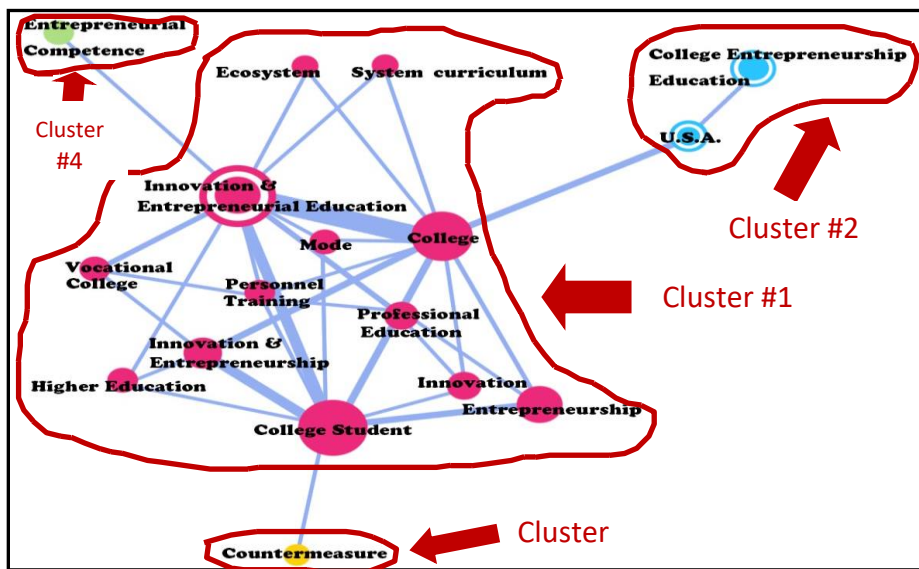 Entrepreneurial
Competence
Cluster
#4
Ecosystem
System curriculum
College Entrepreneurship
Education
U.S.A.
Cluster #2
Innovation &
Entrepreneurial Education
College
Mode
Vocational
College
Personnel
Training
Professional
Education
Cluster #1
Innovation &
Entrepreneurship
Higher Education
Innovation
Entrepreneurship
College Student
Cluster
Countermeasure